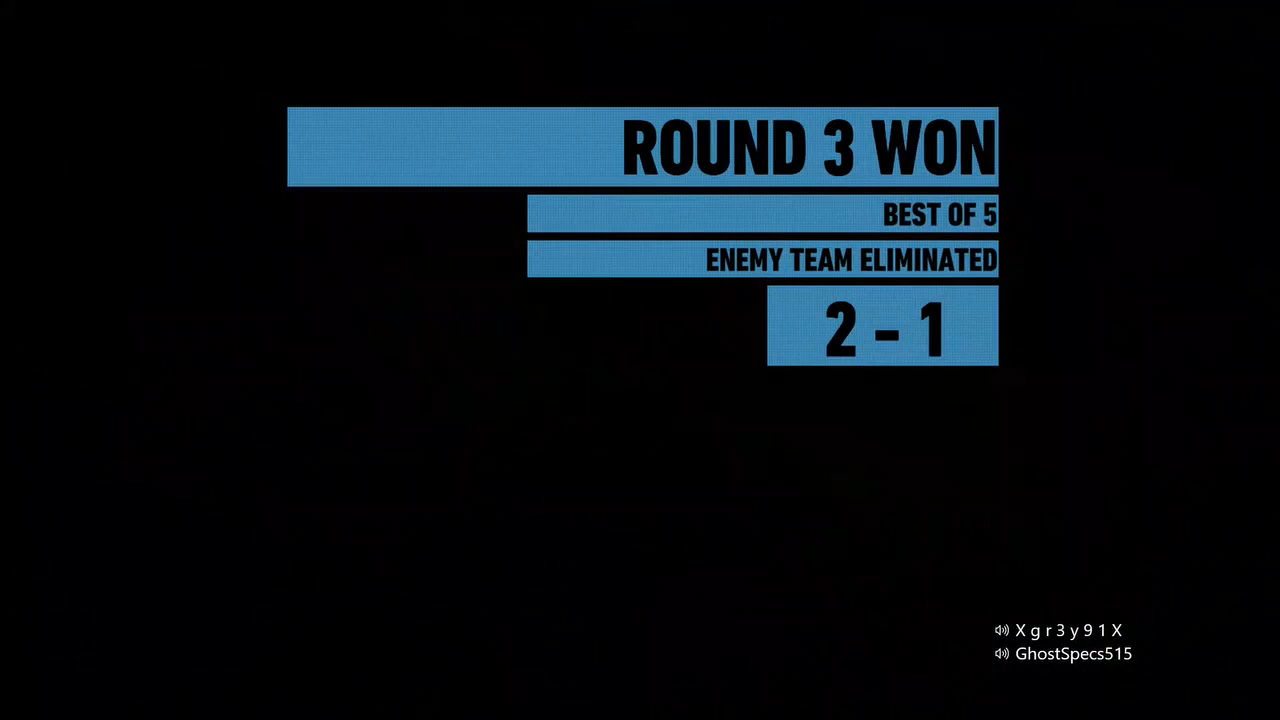 ROUND 3 WON
BEST OF 5
ENEMY TEAM ELIMINATED
2 - 1
X g r 3 y 9 1 X
GhostSpecs515